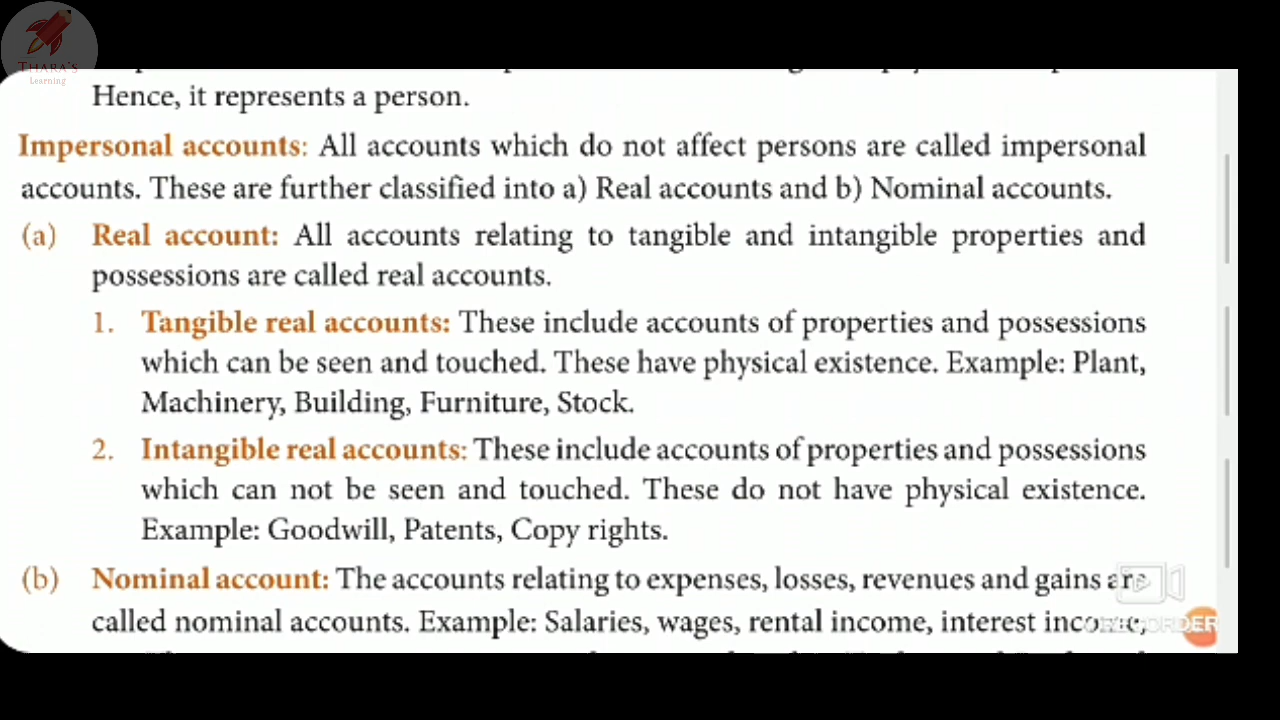 THARA'S
Learning
Hence, it represents a person.
Impersonal accounts: All accounts which do not affect persons are called impersonal
accounts. These are further classified into a) Real accounts and b) Nominal accounts.
(a) Real account: All accounts relating to tangible and intangible properties and
possessions are called real accounts.
1. Tangible real accounts: These include accounts of properties and possessions
which can be seen and touched. These have physical existence. Example: Plant,
Machinery, Building, Furniture, Stock.
2. Intangible real accounts: These include accounts of properties and possessions
which can not be seen and touched. These do not have physical existence.
Example: Goodwill, Patents, Copy rights.
(b) Nominal account: The accounts relating to expenses, losses, revenues and gains are
called nominal accounts. Example: Salaries, wages, rental income, interest income,